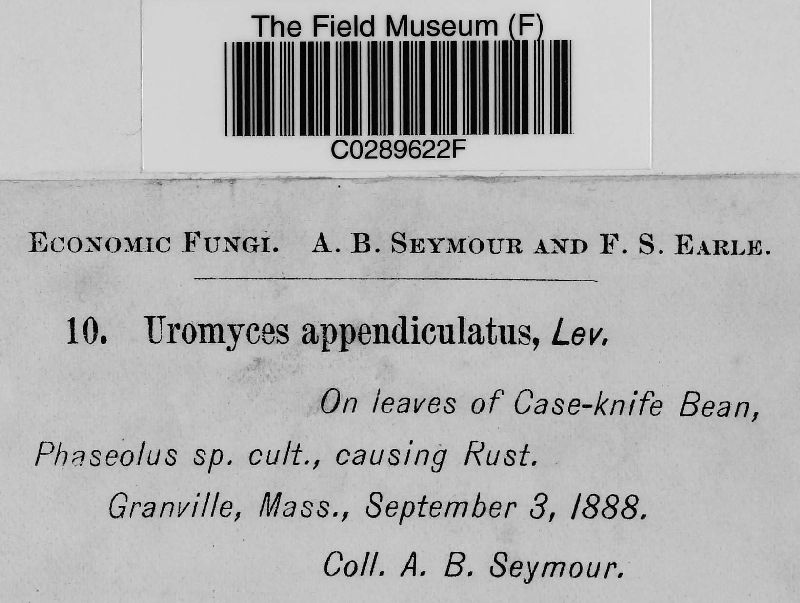 The Field Museum (F)
C0289622F
ECONOMIC FUNGI. A. B. SEYMOUR AND F. S. EARLE.
10. Uromyces appendiculatus, Lev.
On leaves of Case-knife Bean,
Phaseolus sp. cult., causing Rust.
Granville, Mass., September 3, 1888.
Coll. A. B. Seymour.